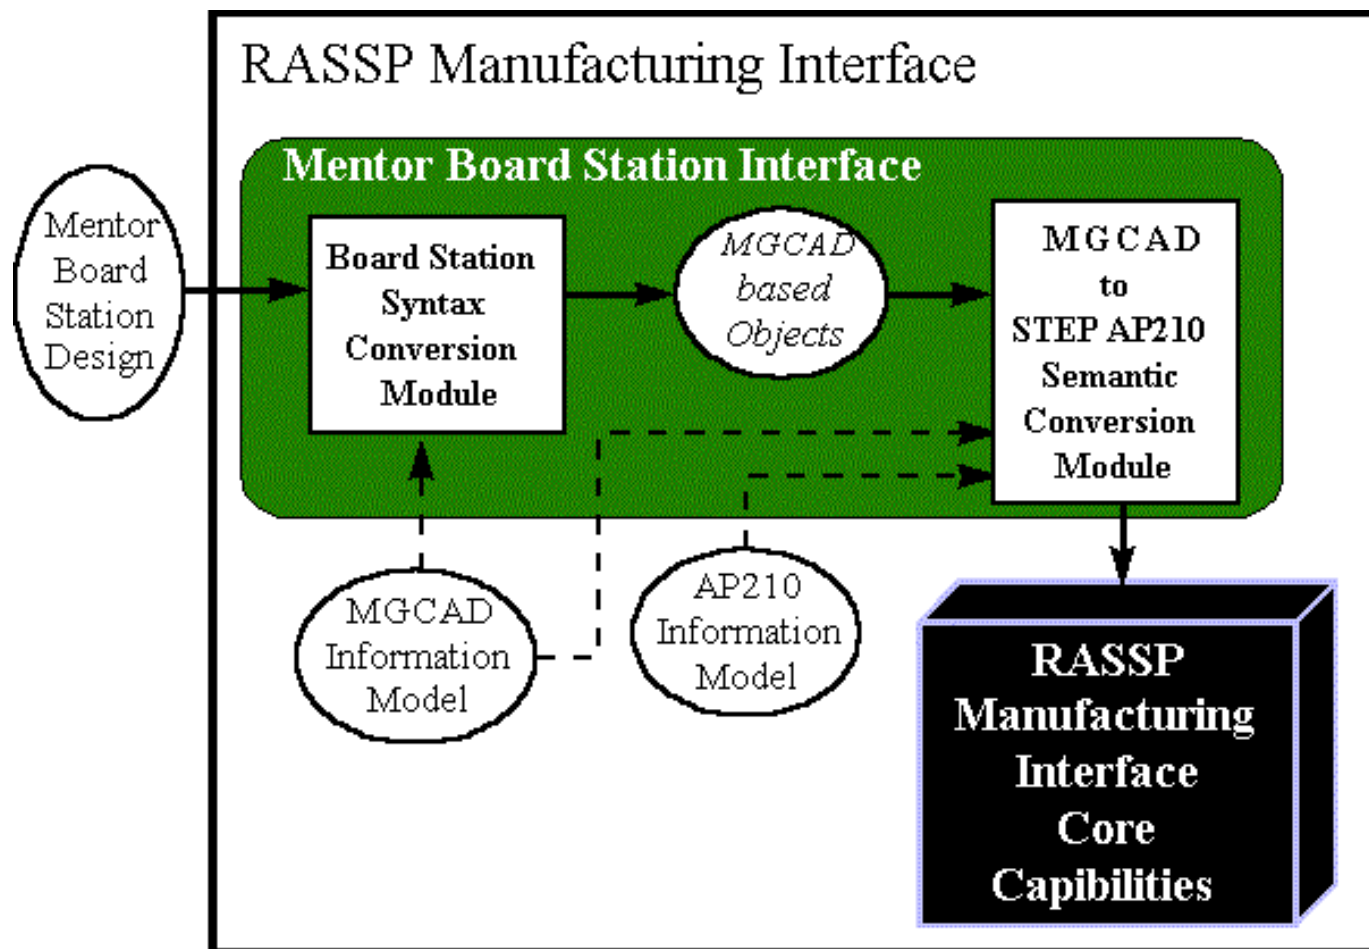 RASSP Manufacturing Interface
Mentor Board Station Interface
Mentor
Board
Station
Design
Board Station
Syntax
Conversion
Module
MGCAD
based
Objects
MGCAD
to
STEP AP210
Semantic
Conversion
Module
MGCAD
Information
Model
AP210
Information
Model
RASSP
Manufacturing
Interface
Core
Capibilities